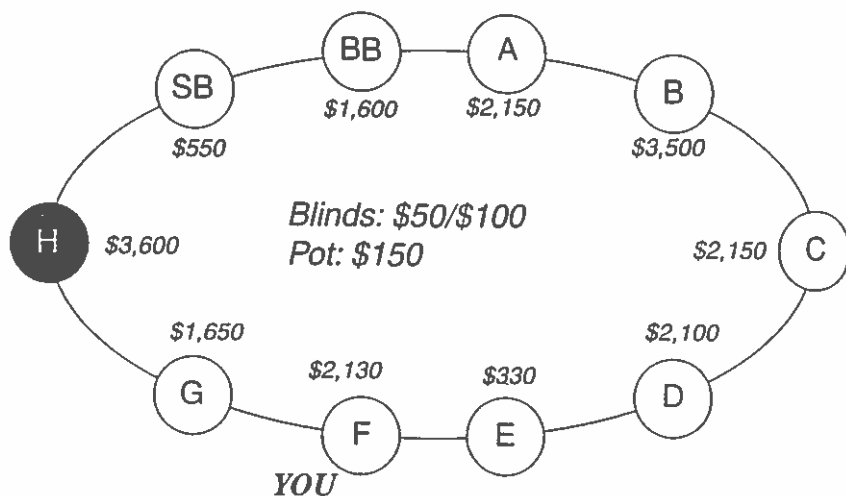 BB
A
SB
B
$1,600
$2,150
$550
$3,500
Blinds: $50/$100
H
$3,600
Pot: $150
$2,150
C
$1,650
$2,100
$2,130
$330
G
D
F
E
YOU